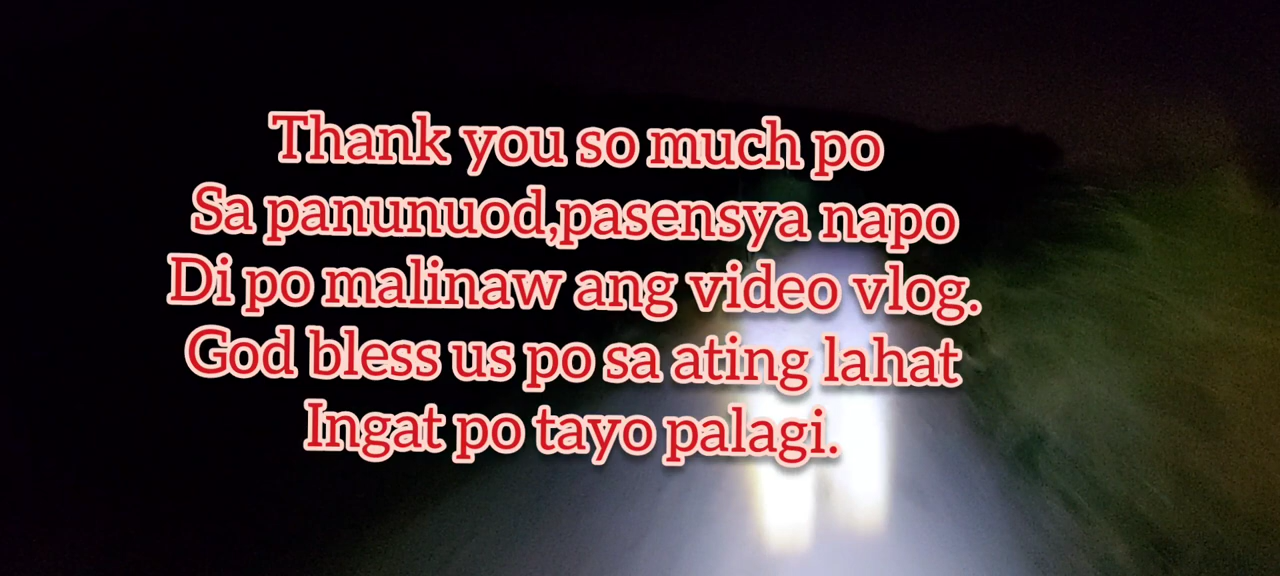 Thank you so much po
Sa panunuod,pasensya napo
Di po malinaw ang video vlog.
God bless us po sa ating lahat
Ingat po tayo palagi.